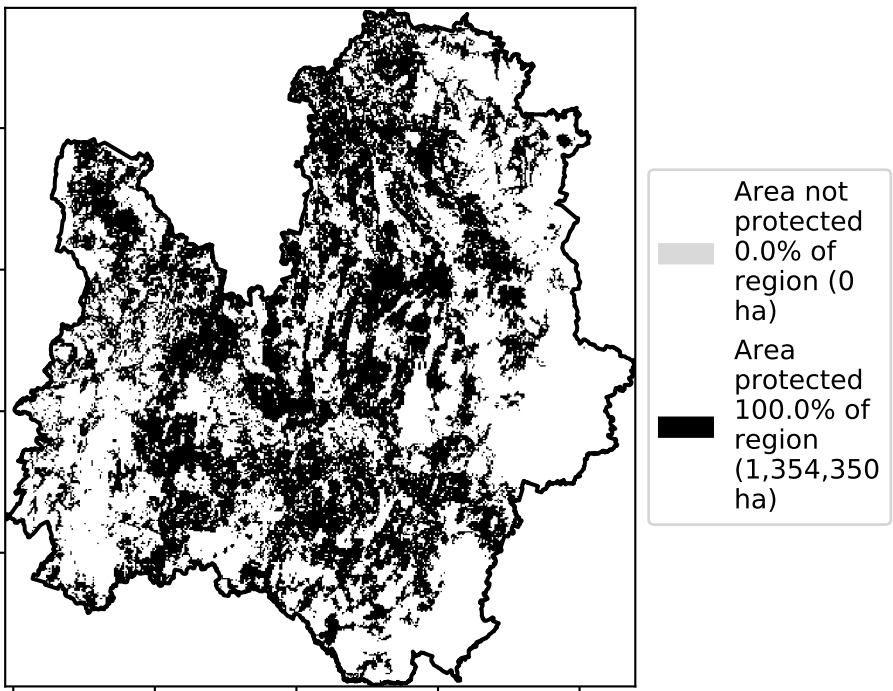 Area not
protected
0.0% of
region (0
ha)
Area
protected
100.0% of
region
(1,354,350
ha)